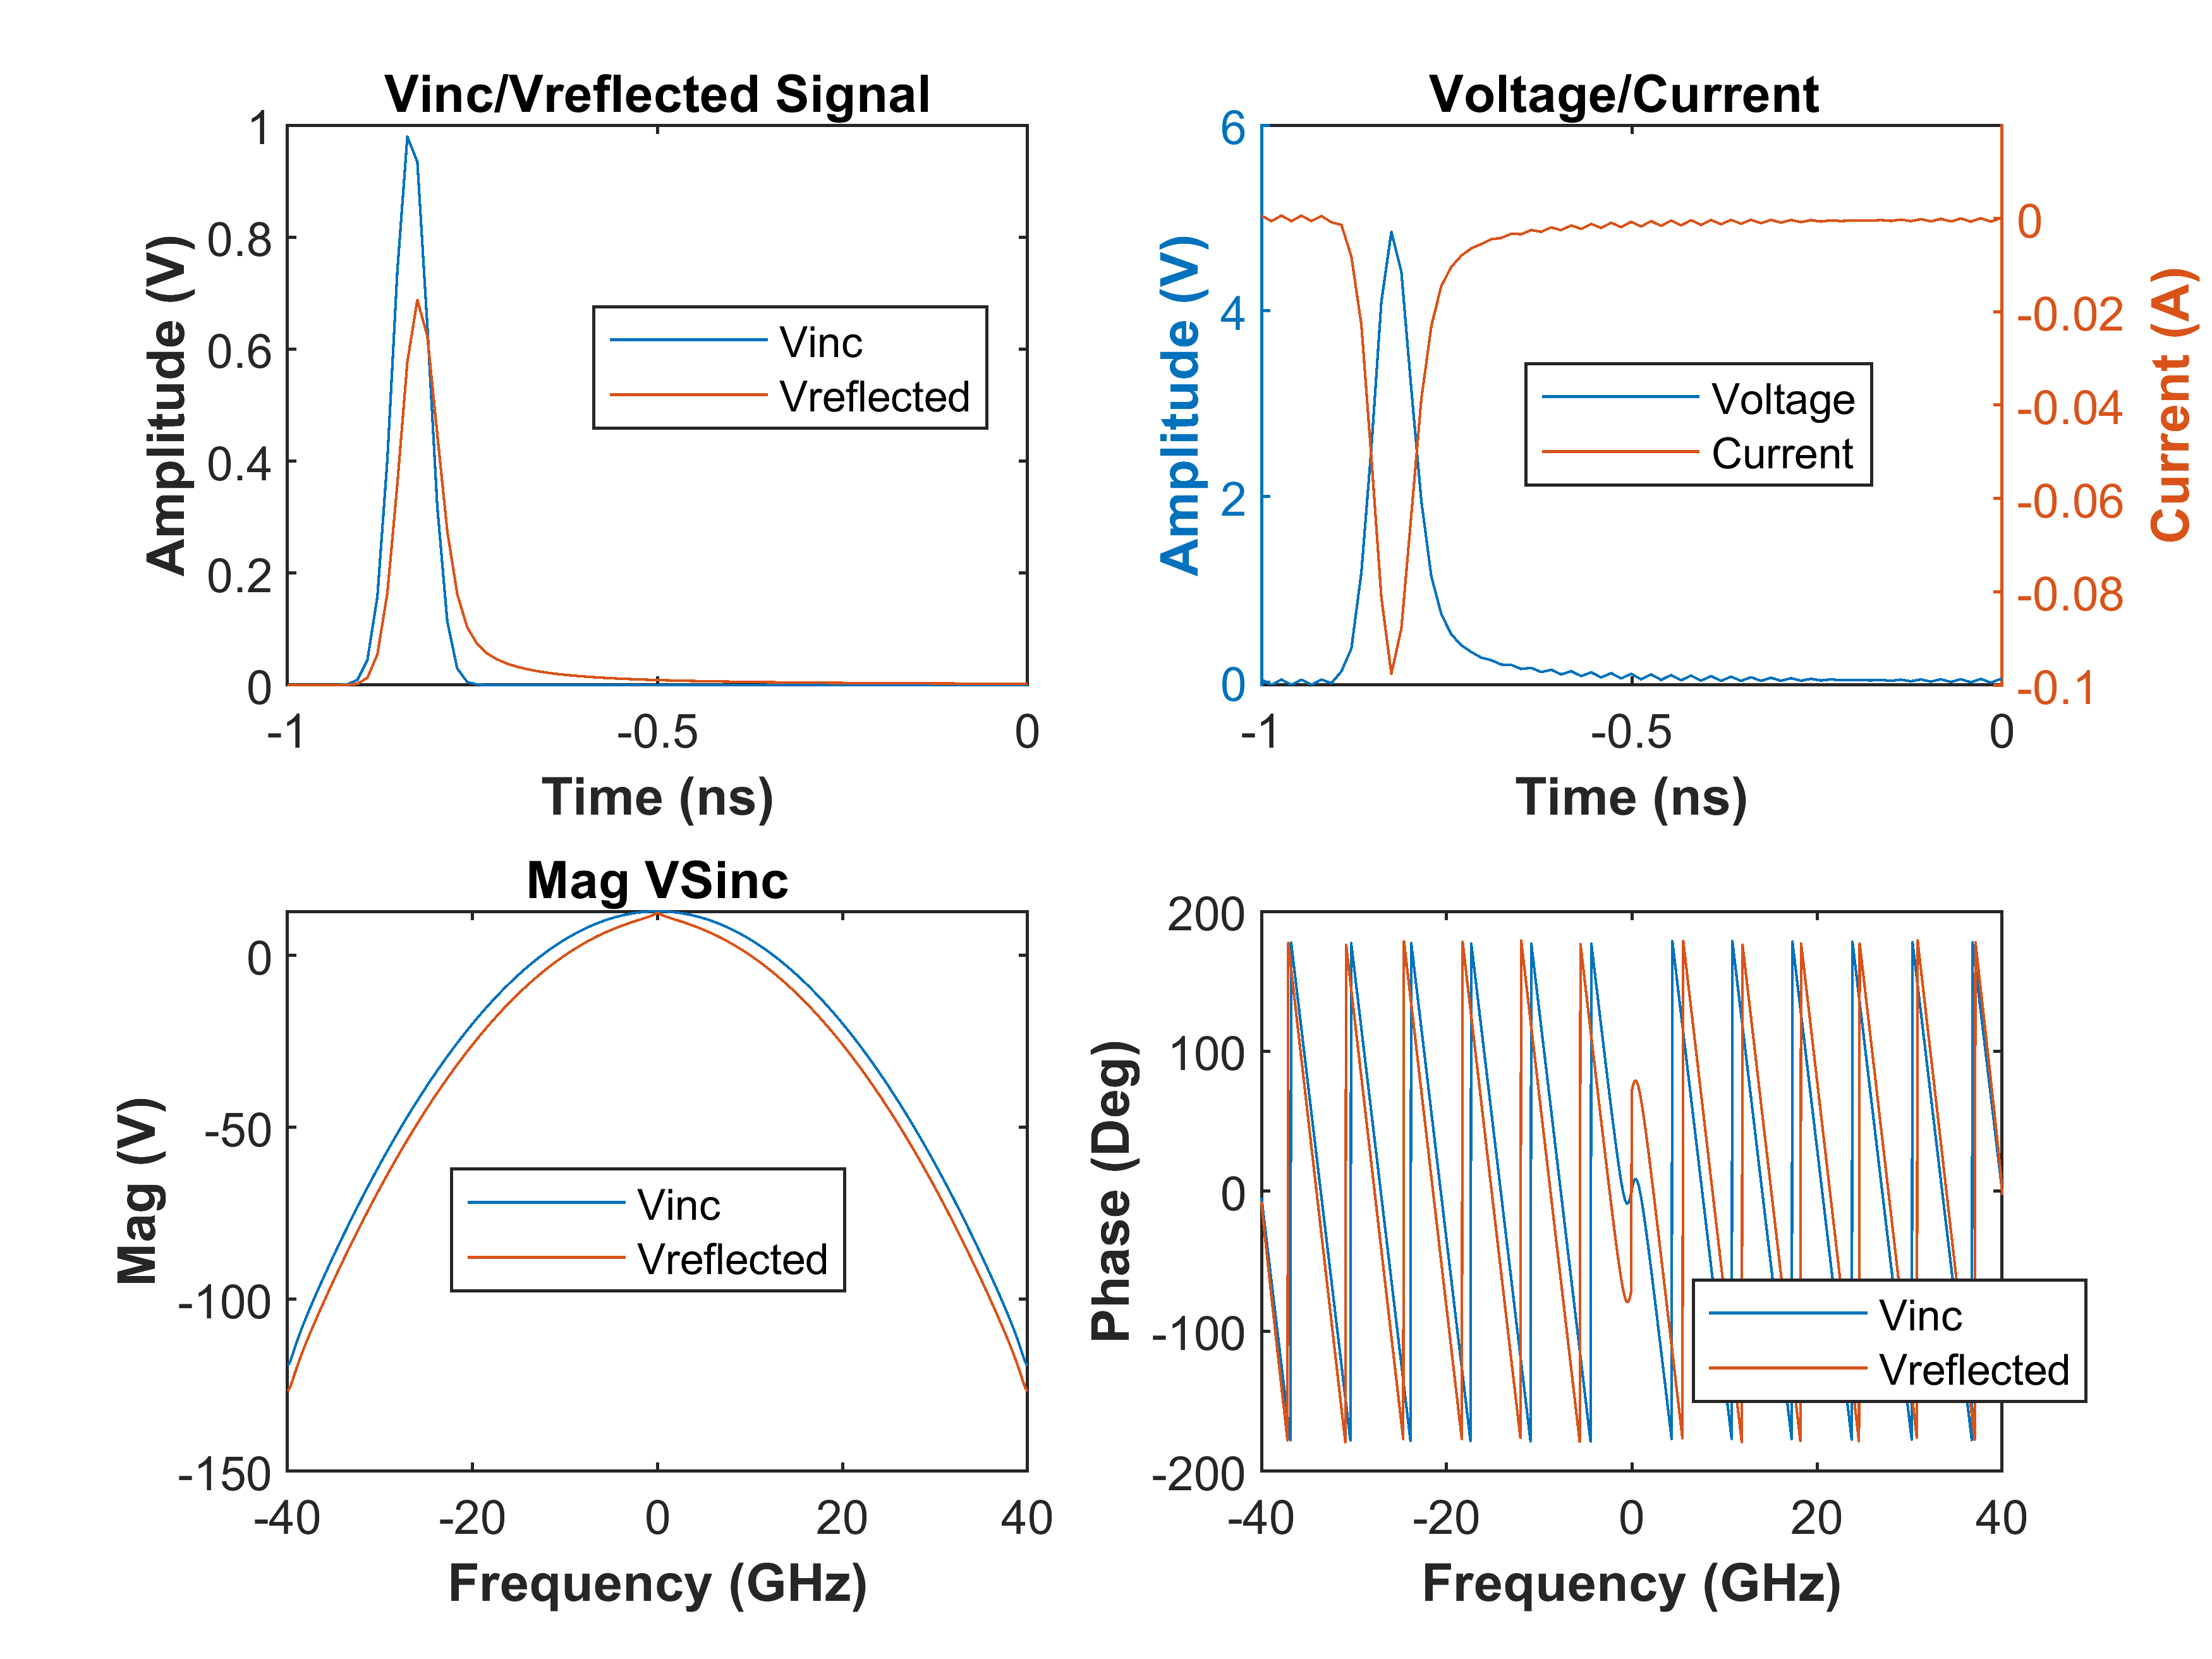 Vinc/Vreflected Signal
1
0.8
0.6
0.4
0.2
0
Amplitude (V)
Vinc
Vreflected
-1
-0.5
0
Time (ns)
Voltage/Current
6
4
2
0
Amplitude (V)
Voltage
Current
0
-0.02
-0.04
-0.06
-0.08
-0.1
Current (A)
-1
-0.5
0
Time (ns)
Mag VSinc
0
-50
-100
-150
Mag (V)
Vinc
Vreflected
-40
-20
0
20
40
Frequency (GHz)
200
100
0
-100
-200
Phase (Deg)
Vinc
Vreflected
-40
-20
0
20
40
Frequency (GHz)